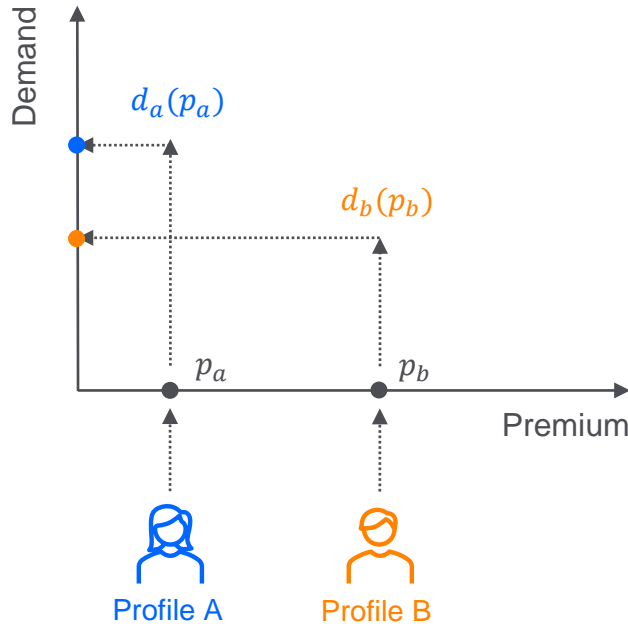 Demand
d_a(p_a)
d_b(p_b)
p_a
p_b
Premium
Profile A
Profile B